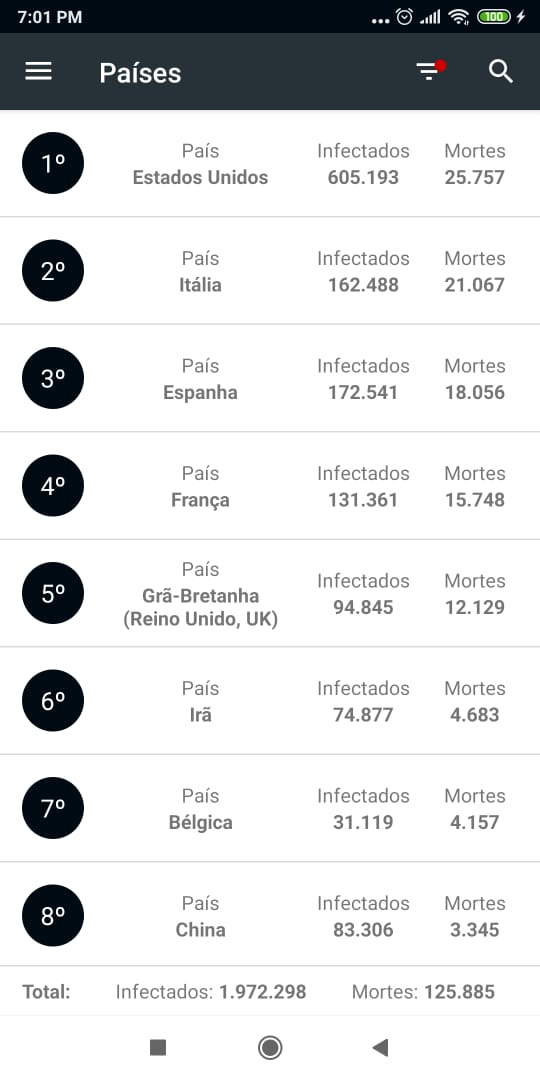 7:01 PM
100
Países
1º
País
Infectados
Mortes
Estados Unidos
605.193
25.757
2º
País
Infectados
Mortes
Itália
162.488
21.067
3º
País
Infectados
Mortes
Espanha
172.541
18.056
4º
País
Infectados
Mortes
França
131.361
15.748
5º
País
Grã-Bretanha
(Reino Unido, UK)
Infectados
94.845
Mortes
12.129
6º
País
Infectados
Mortes
Irã
74.877
4.683
7º
País
Infectados
Mortes
Bélgica
31.119
4.157
8º
País
Infectados
Mortes
China
83.306
3.345
Total: Infectados: 1.972.298 Mortes: 125.885